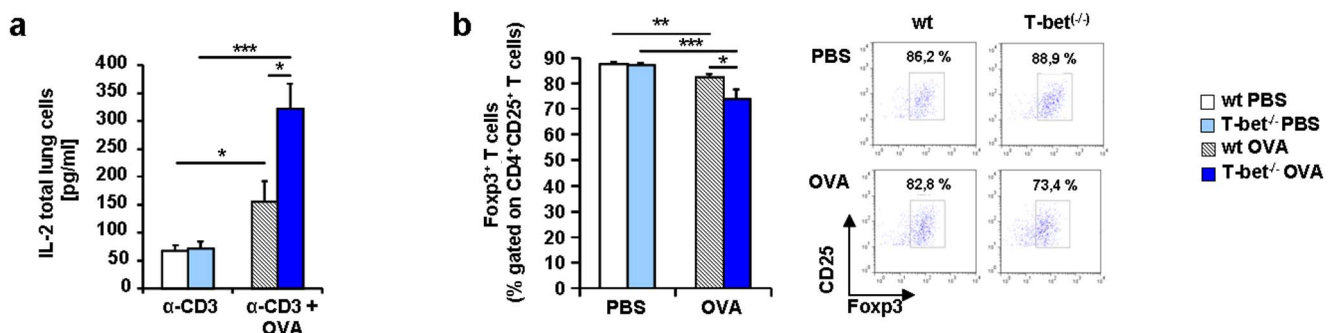 a
IL-2 total lung cells
[pg/ml]
400
350
300
250
200
150
100
50
0
***
*
*
α-CD3
α-CD3 +
OVA
b
Foxp3⁺ T cells
(% gated on CD4⁺CD25⁺ T cells)
90
80
70
60
50
40
30
20
10
0
**
***
*
PBS
OVA
wt
T-bet⁽⁻/⁻⁾
PBS
86,2 %
88,9 %
OVA
82,8 %
73,4 %
CD25
Foxp3
wt PBS
T-bet⁻/⁻ PBS
wt OVA
T-bet⁻/⁻ OVA